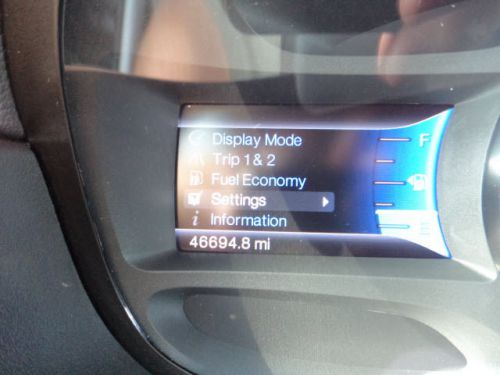 Display Mode
Trip 1 & 2
Fuel Economy
Settings
i Information
46694.8 mi
F
E